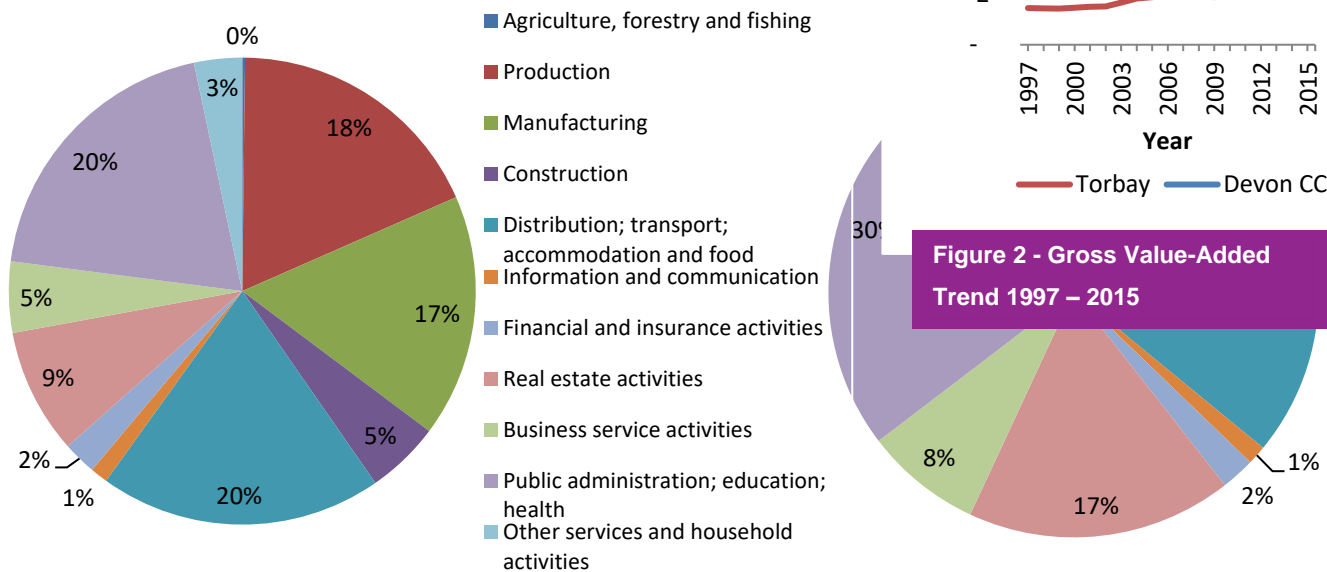 0%
3%
18%
20%
17%
5%
5%
9%
2%
1%
20%
Agriculture, forestry and fishing
Production
Manufacturing
Construction
Distribution; transport;
accommodation and food
Information and communication
Financial and insurance activities
Real estate activities
Business service activities
Public administration; education;
health
Other services and household
activities
-
1997
2000
2003
2006
2009
2012
2015
Year
Torbay
Devon CC
30%
Figure 2 - Gross Value-Added
Trend 1997 – 2015
8%
17%
2%
1%